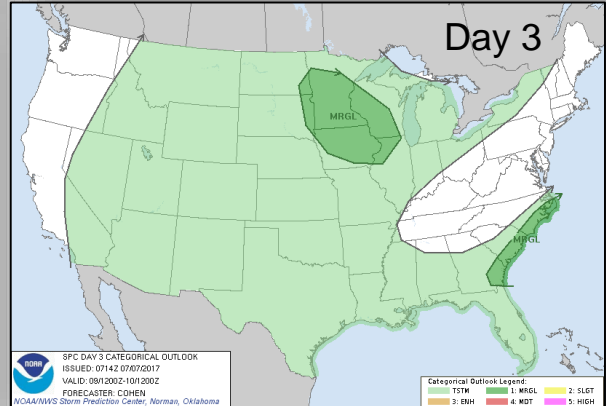 Day 3
MRGL
MRGL
NOAA
SPC DAY 3 CATEGORICAL OUTLOOK
ISSUED: 0714Z 07/07/2017
VALID: 09/1200Z-10/1200Z
FORECASTER: COHEN
NOAA/NWS Storm Prediction Center, Norman, Oklahoma
Categorical Outlook Legend:
TSTM 1: MRGL 2: SLGT
3: ENH 4: MDT 5: HIGH